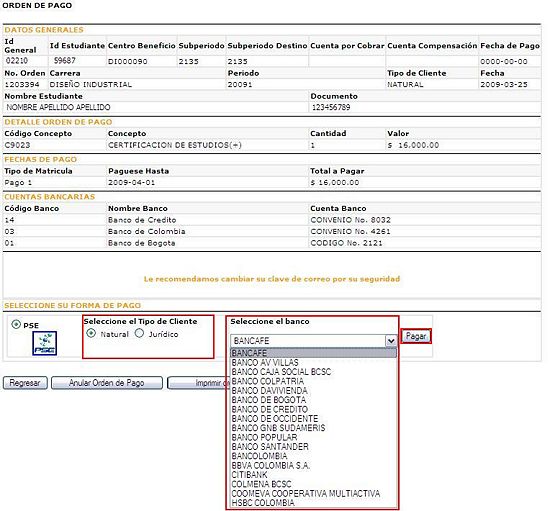 ORDEN DE PAGO
DATOS GENERALES
Id General Id Estudiante Centro Beneficio Subperiodo Subperiodo Destino Cuenta por Cobrar Cuenta Compensación Fecha de Pago
02210 59687 DI000090 2135 2135 0000-00-00
No. Orden Carrera Periodo Tipo de Cliente Fecha
1203394 DISEÑO INDUSTRIAL 20091 NATURAL 2009-03-25
Nombre Estudiante Documento
NOMBRE APELLIDO APELLIDO 123456789
DETALLE ORDEN DE PAGO
Código Concepto Concepto Cantidad Valor
C9023 CERTIFICACION DE ESTUDIOS(+) 1 $ 16,000.00
FECHAS DE PAGO
Tipo de Matricula Paguese Hasta Total a Pagar
Pago 1 2009-04-01 $ 16,000.00
CUENTAS BANCARIAS
Código Banco Nombre Banco Cuenta Banco
14 Banco de Credito CONVENIO No. 8032
03 Banco de Colombia CONVENIO No. 4261
01 Banco de Bogota CODIGO No. 2121
Le recomendamos cambiar su clave de correo por su seguridad
SELECCIONE SU FORMA DE PAGO
PSE
PSE
Seleccione el Tipo de Cliente
Natural Jurídico
Seleccione el banco
BANCAFE
Pagar
BANCAFE
BANCO AV VILLAS
BANCO CAJA SOCIAL BCSC
BANCO COLPATRIA
BANCO DAVIVIENDA
BANCO DE BOGOTA
BANCO DE CREDITO
BANCO DE OCCIDENTE
BANCO GNB SUDAMERIS
BANCO POPULAR
BANCO SANTANDER
BANCOLOMBIA
BBVA COLOMBIA S.A.
CITIBANK
COLMENA BCSC
COOMEVA COOPERATIVA MULTIACTIVA
HSBC COLOMBIA
Regresar Anular Orden de Pago Imprimir